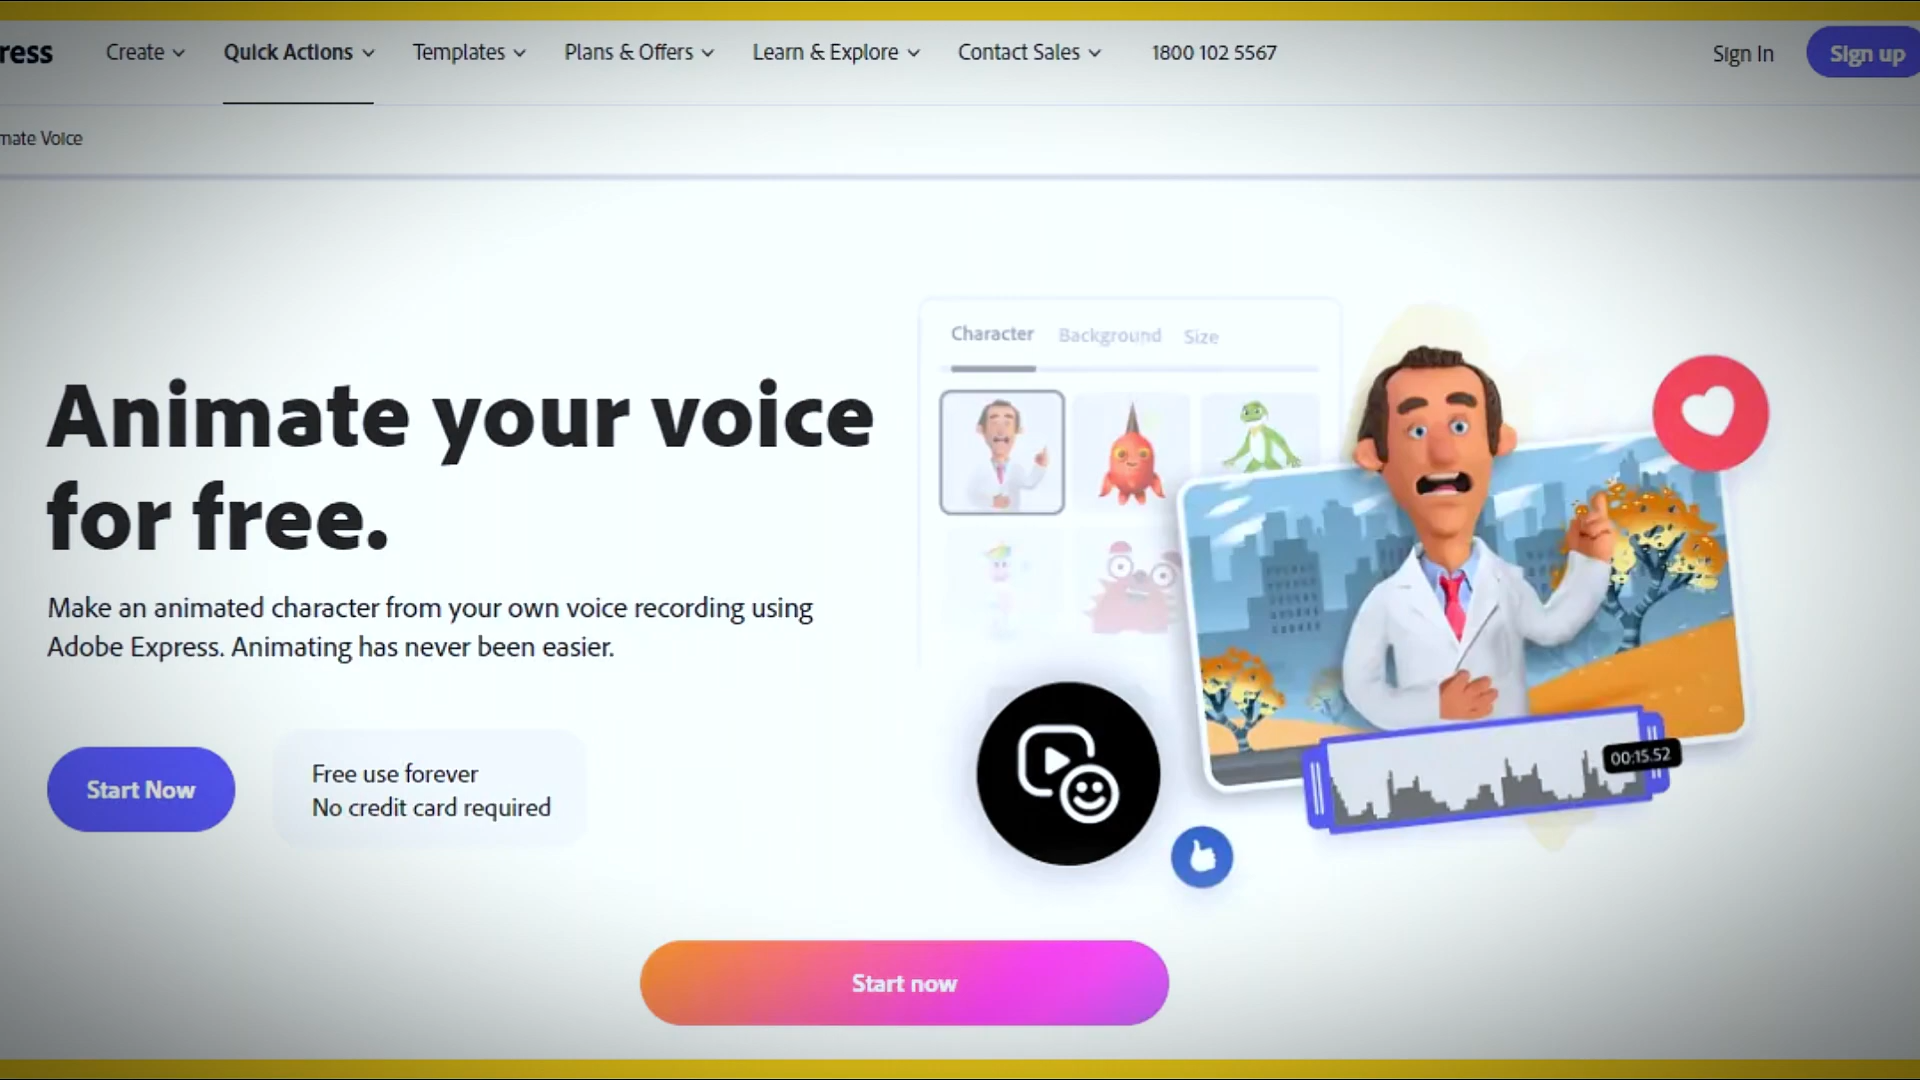 ress
Create
Quick Actions
Templates
Plans & Offers
Learn & Explore
Contact Sales
1800 102 5567
Sign In
Sign up
mate Voice
Character
Background
Size
Animate your voice
for free.
Make an animated character from your own voice recording using
Adobe Express. Animating has never been easier.
Start Now
Free use forever
No credit card required
00:15.52
Start now